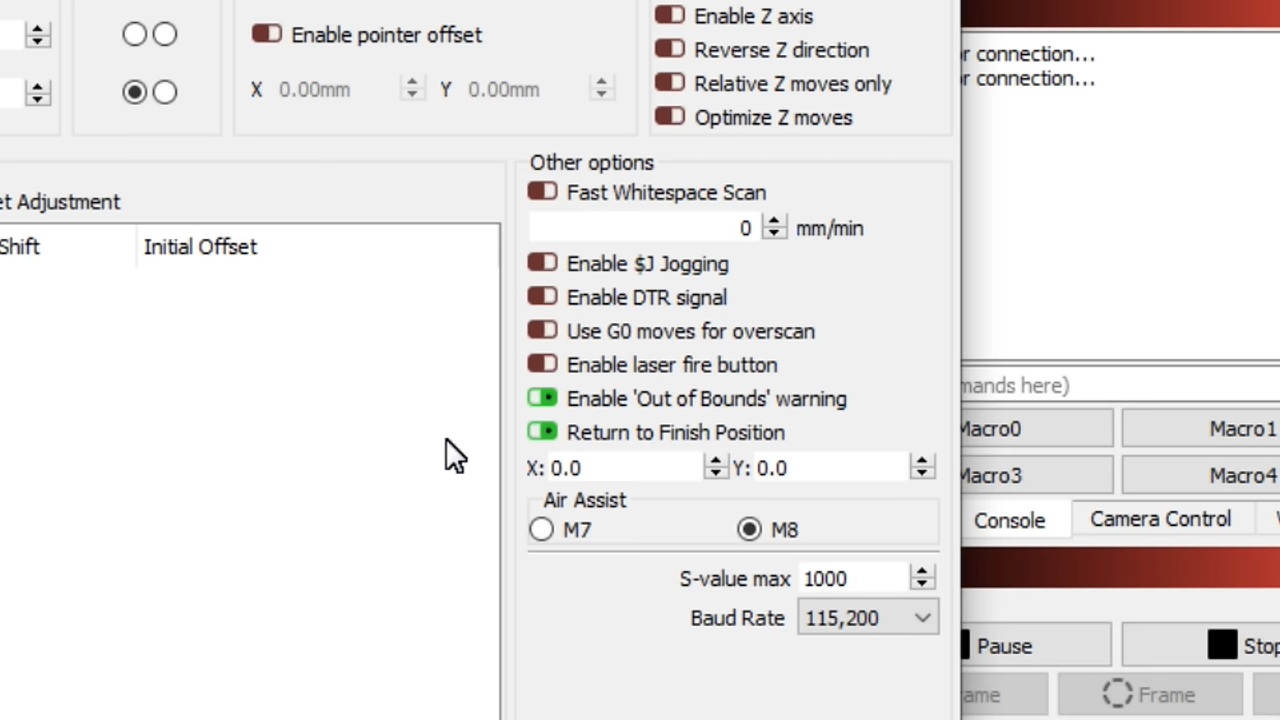 Enable pointer offset
X 0.00mm Y 0.00mm
Enable Z axis
Reverse Z direction
Relative Z moves only
Optimize Z moves
Adjustment
Shift Initial Offset
Other options
Fast Whitespace Scan
0 mm/min
Enable $J Jogging
Enable DTR signal
Use G0 moves for overscan
Enable laser fire button
Enable 'Out of Bounds' warning
Return to Finish Position
X: 0.0 Y: 0.0
Air Assist
M7 M8
S-value max 1000
Baud Rate 115,200
or connection...
or connection...
mands here)
Macro0 Macro1
Macro3 Macro4
Console Camera Control
Pause Stop
ame Frame